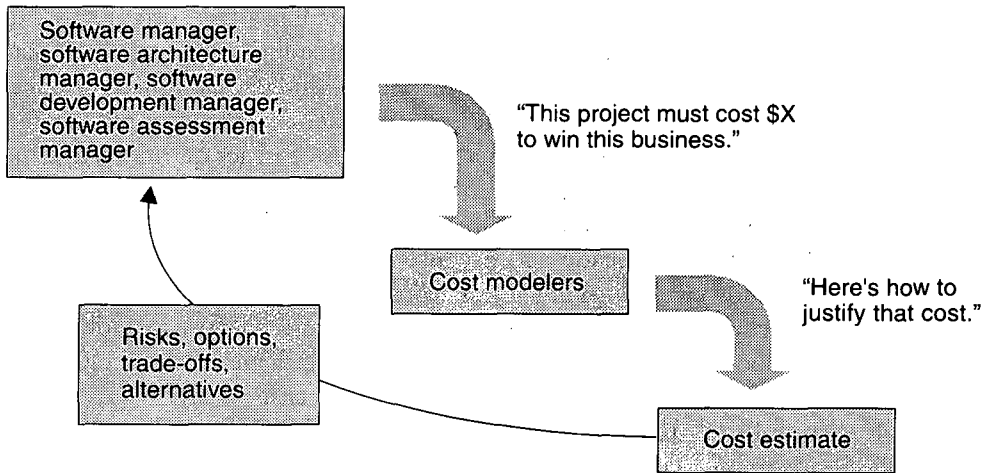 Software manager,
software architecture
manager, software
development manager,
software assessment
manager
“This project must cost $X
to win this business.”
Cost modelers
“Here's how to
justify that cost.”
Risks, options,
trade-offs,
alternatives
Cost estimate